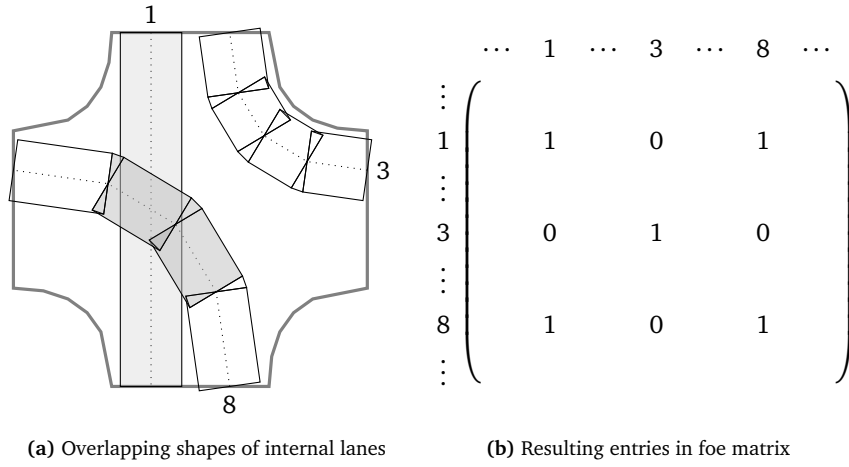 1
3
8
(a) Overlapping shapes of internal lanes
⋯ 1 ⋯ 3 ⋯ 8 ⋯
⋮
1 1 0 1
⋮
3 0 1 0
⋮
8 1 0 1
⋮
(b) Resulting entries in foe matrix